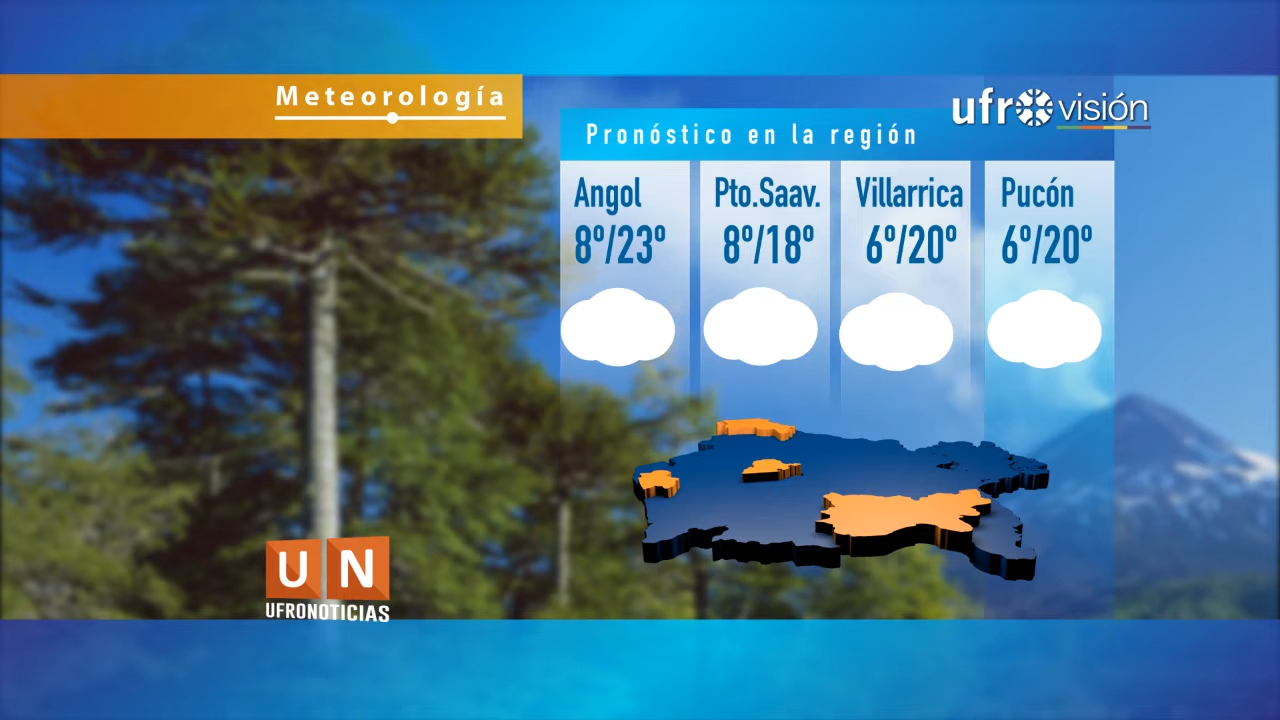 Meteorología
ufrovisión
Pronóstico en la región
Angol
8º/23º
Pto.Saav.
8º/18º
Villarrica
6º/20º
Pucón
6º/20º
UN
UFRONOTICIAS